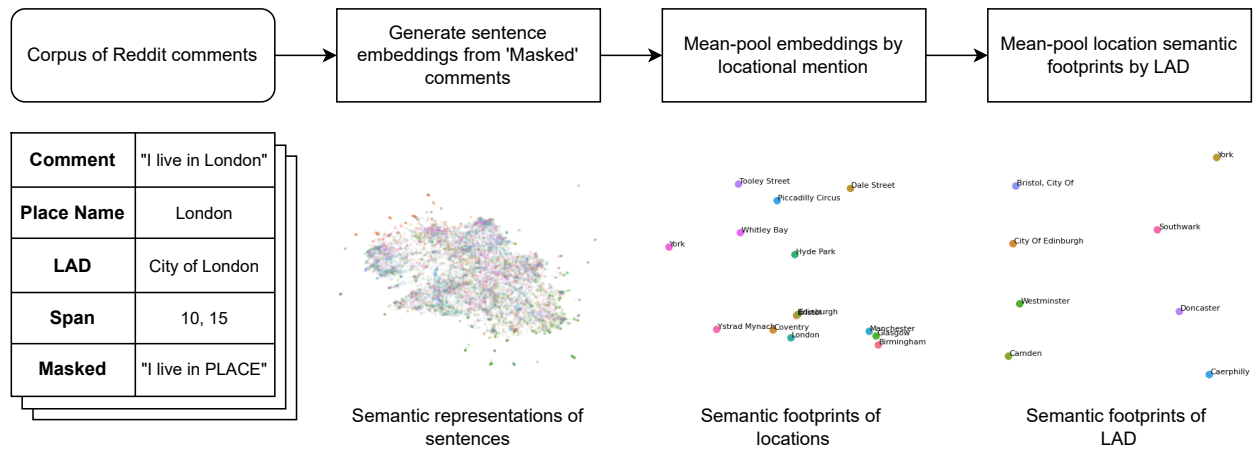 Corpus of Reddit comments
Generate sentence
embeddings from 'Masked'
comments
Mean-pool embeddings by
locational mention
Mean-pool location semantic
footprints by LAD
Comment "I live in London"
Place Name London
LAD City of London
Span 10, 15
Masked "I live in PLACE"
Tooley Street
Dale Street
Piccadilly Circus
Whitley Bay
York
Hyde Park
Edinburgh
Bristol
Ystrad Mynach
Coventry
London
Manchester
Glasgow
Birmingham
York
Bristol, City Of
Southwark
City Of Edinburgh
Westminster
Doncaster
Camden
Caerphilly
Semantic representations of
sentences
Semantic footprints of
locations
Semantic footprints of
LAD